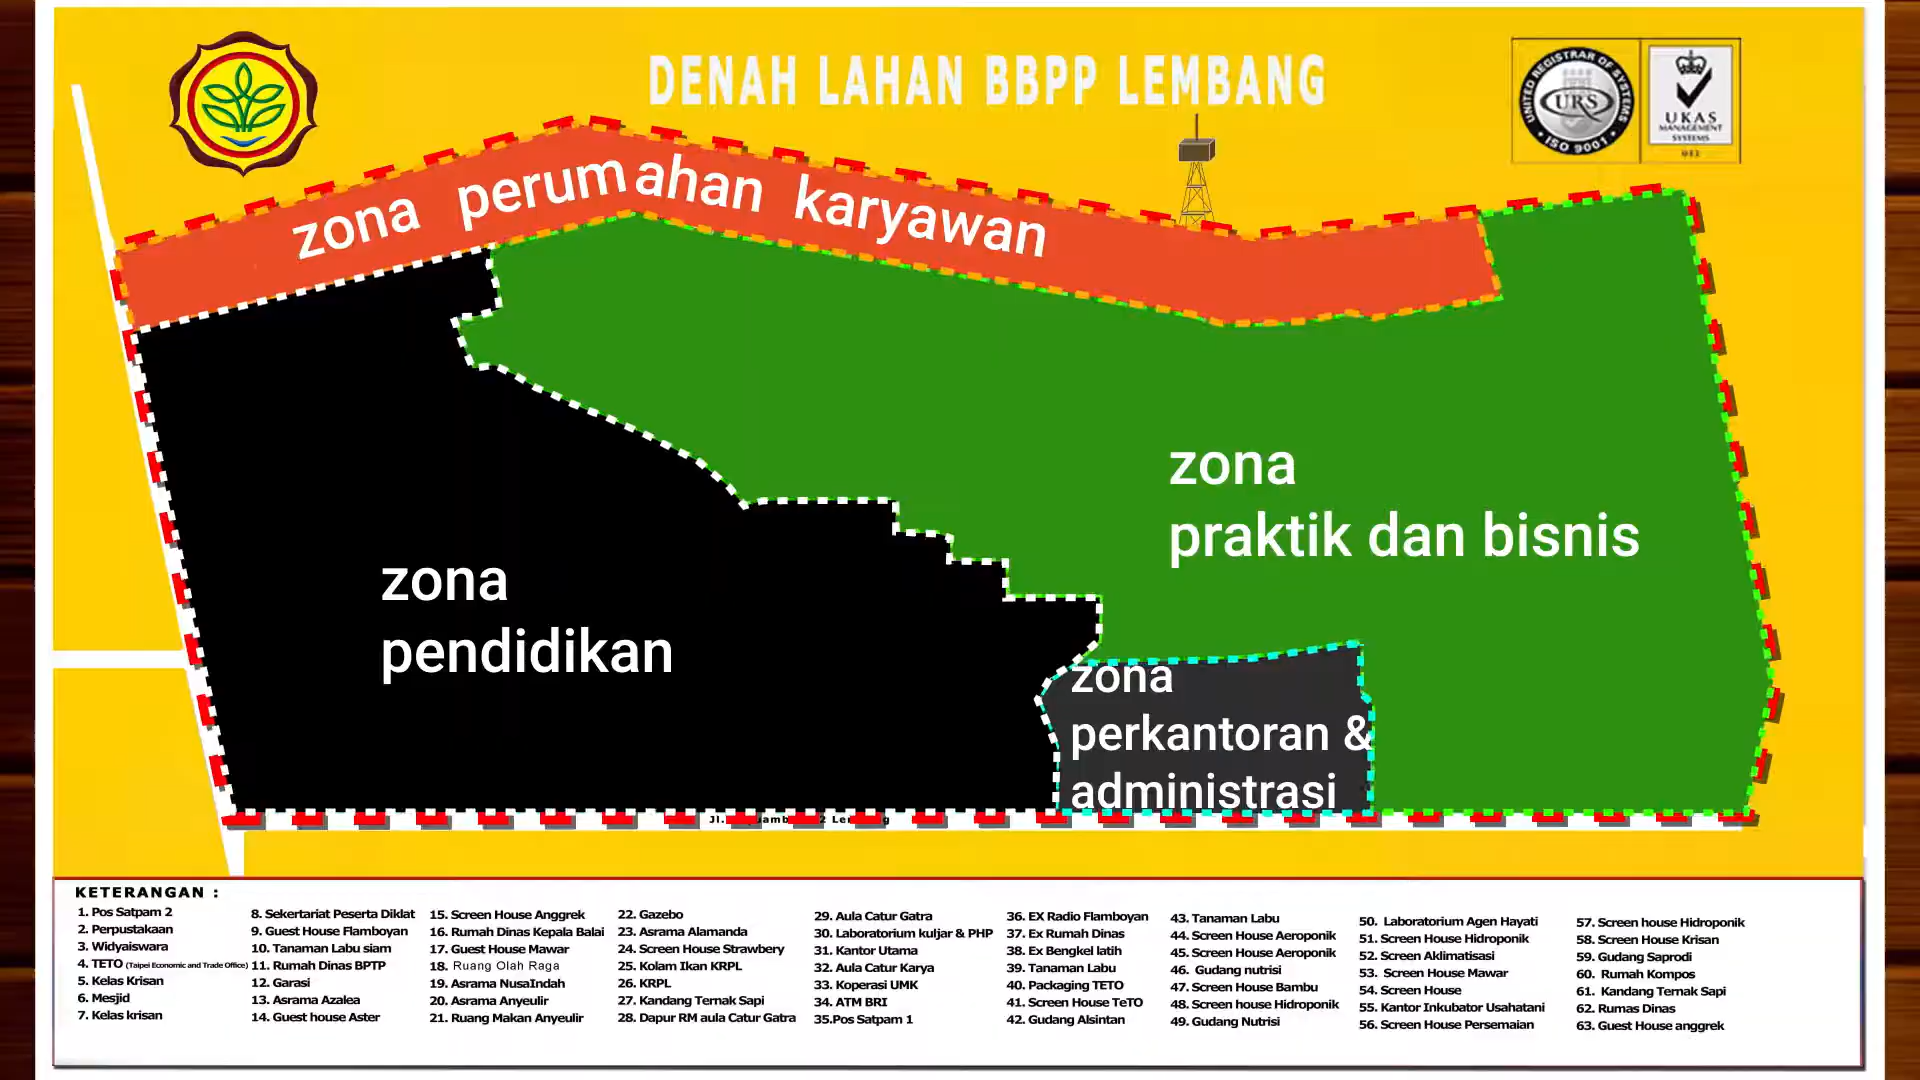 DENAH LAHAN BBPP LEMBANG
UNITED REGISTRAR OF SYSTEMS
URS
ISO 9001
UKAS
MANAGEMENT
SYSTEMS
zona perumahan karyawan
zona
praktik dan bisnis
zona
pendidikan
zona
perkantoran &
administrasi
KETERANGAN :
1. Pos Satpam 2
2. Perpustakaan
3. Widyaiswara
4. TETO (Taipei Economic and Trade Office)
5. Kelas Krisan
6. Mesjid
7. Kelas krisan
8. Sekertariat Peserta Diklat
9. Guest House Flamboyan
10. Tanaman Labu siam
11. Rumah Dinas BPTP
12. Garasi
13. Asrama Azalea
14. Guest house Aster
15. Screen House Anggrek
16. Rumah Dinas Kepala Balai
17. Guest House Mawar
18. Ruang Olah Raga
19. Asrama NusaIndah
20. Asrama Anyeulir
21. Ruang Makan Anyeulir
22. Gazebo
23. Asrama Alamanda
24. Screen House Strawbery
25. Kolam Ikan KRPL
26. KRPL
27. Kandang Ternak Sapi
28. Dapur RM aula Catur Gatra
29. Aula Catur Gatra
30. Laboratorium kuljar & PHP
31. Kantor Utama
32. Aula Catur Karya
33. Koperasi UMK
34. ATM BRI
35.Pos Satpam 1
36. EX Radio Flamboyan
37. Ex Rumah Dinas
38. Ex Bengkel latih
39. Tanaman Labu
40. Packaging TETO
41. Screen House TeTO
42. Gudang Alsintan
43. Tanaman Labu
44. Screen House Aeroponik
45. Screen House Aeroponik
46. Gudang nutrisi
47. Screen House Bambu
48. Screen house Hidroponik
49. Gudang Nutrisi
50. Laboratorium Agen Hayati
51. Screen House Hidroponik
52. Screen Aklimatisasi
53. Screen House Mawar
54. Screen House
55. Kantor Inkubator Usahatani
56. Screen House Persemaian
57. Screen house Hidroponik
58. Screen House Krisan
59. Gudang Saprodi
60. Rumah Kompos
61. Kandang Ternak Sapi
62. Rumas Dinas
63. Guest House anggrek